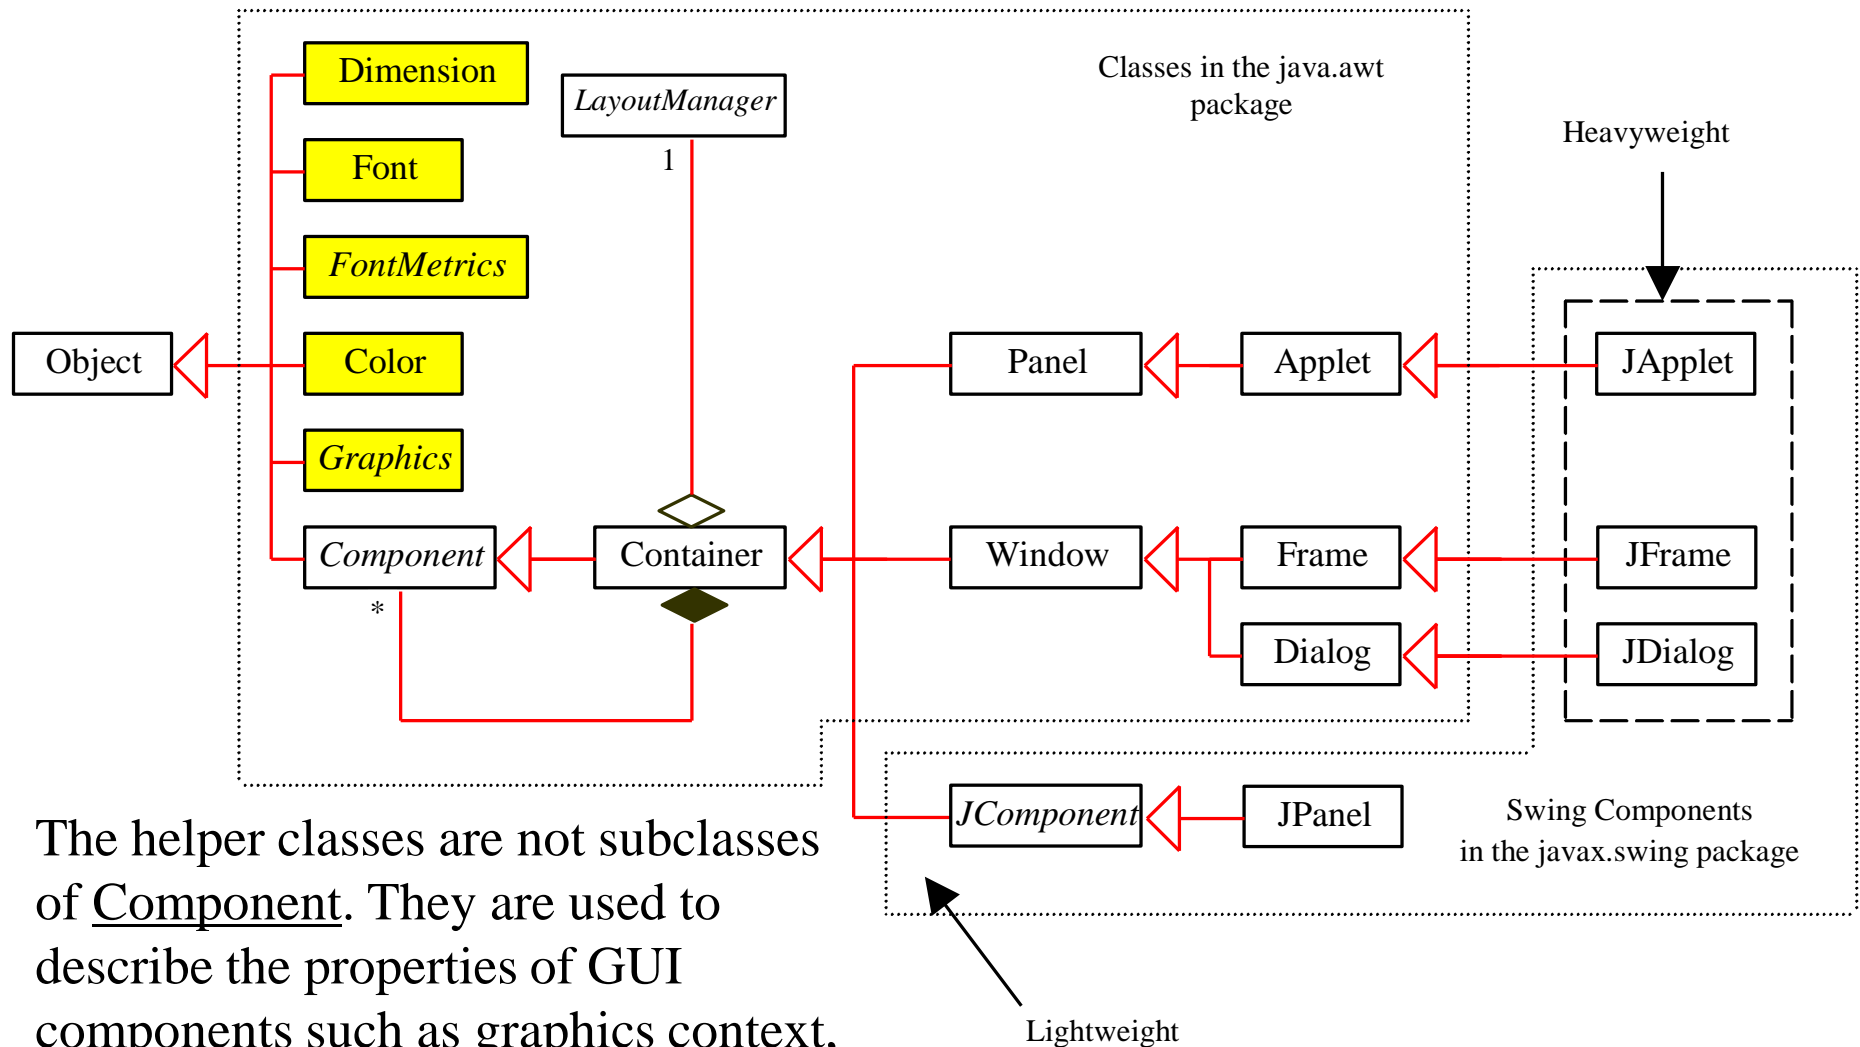 Dimension
LayoutManager
Classes in the java.awt
package
1
Heavyweight
Font
FontMetrics
Object
Color
Panel
Applet
JApplet
Graphics
Component
Container
Window
Frame
JFrame
*
Dialog
JDialog
JComponent
JPanel
Swing Components
in the javax.swing package
The helper classes are not subclasses
of Component. They are used to
describe the properties of GUI
components such as graphics context,
Lightweight